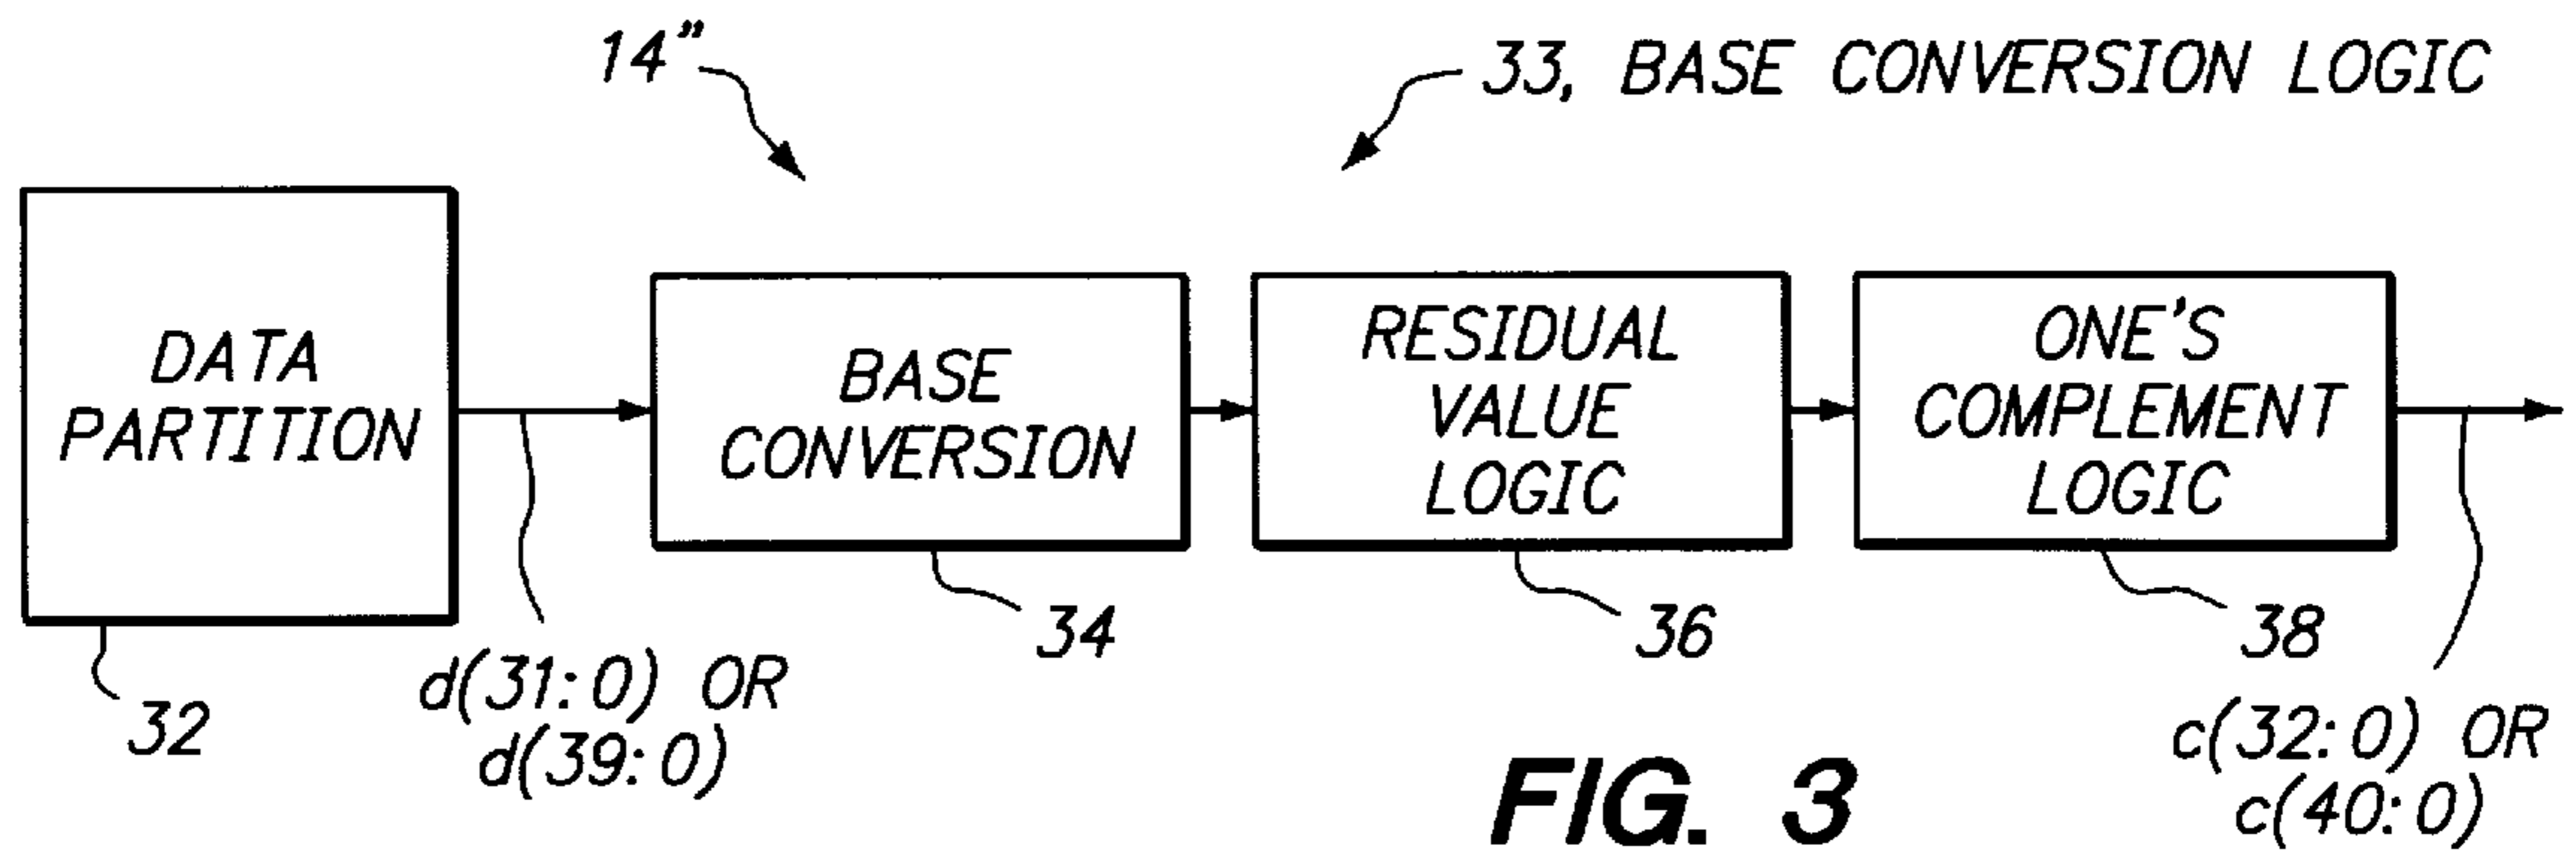 14”
33, BASE CONVERSION LOGIC
DATA
PARTITION
BASE
CONVERSION
RESIDUAL
VALUE
LOGIC
ONE'S
COMPLEMENT
LOGIC
32
d(31:0) OR
d(39:0)
34
36
38
c(32:0) OR
c(40:0)
FIG. 3